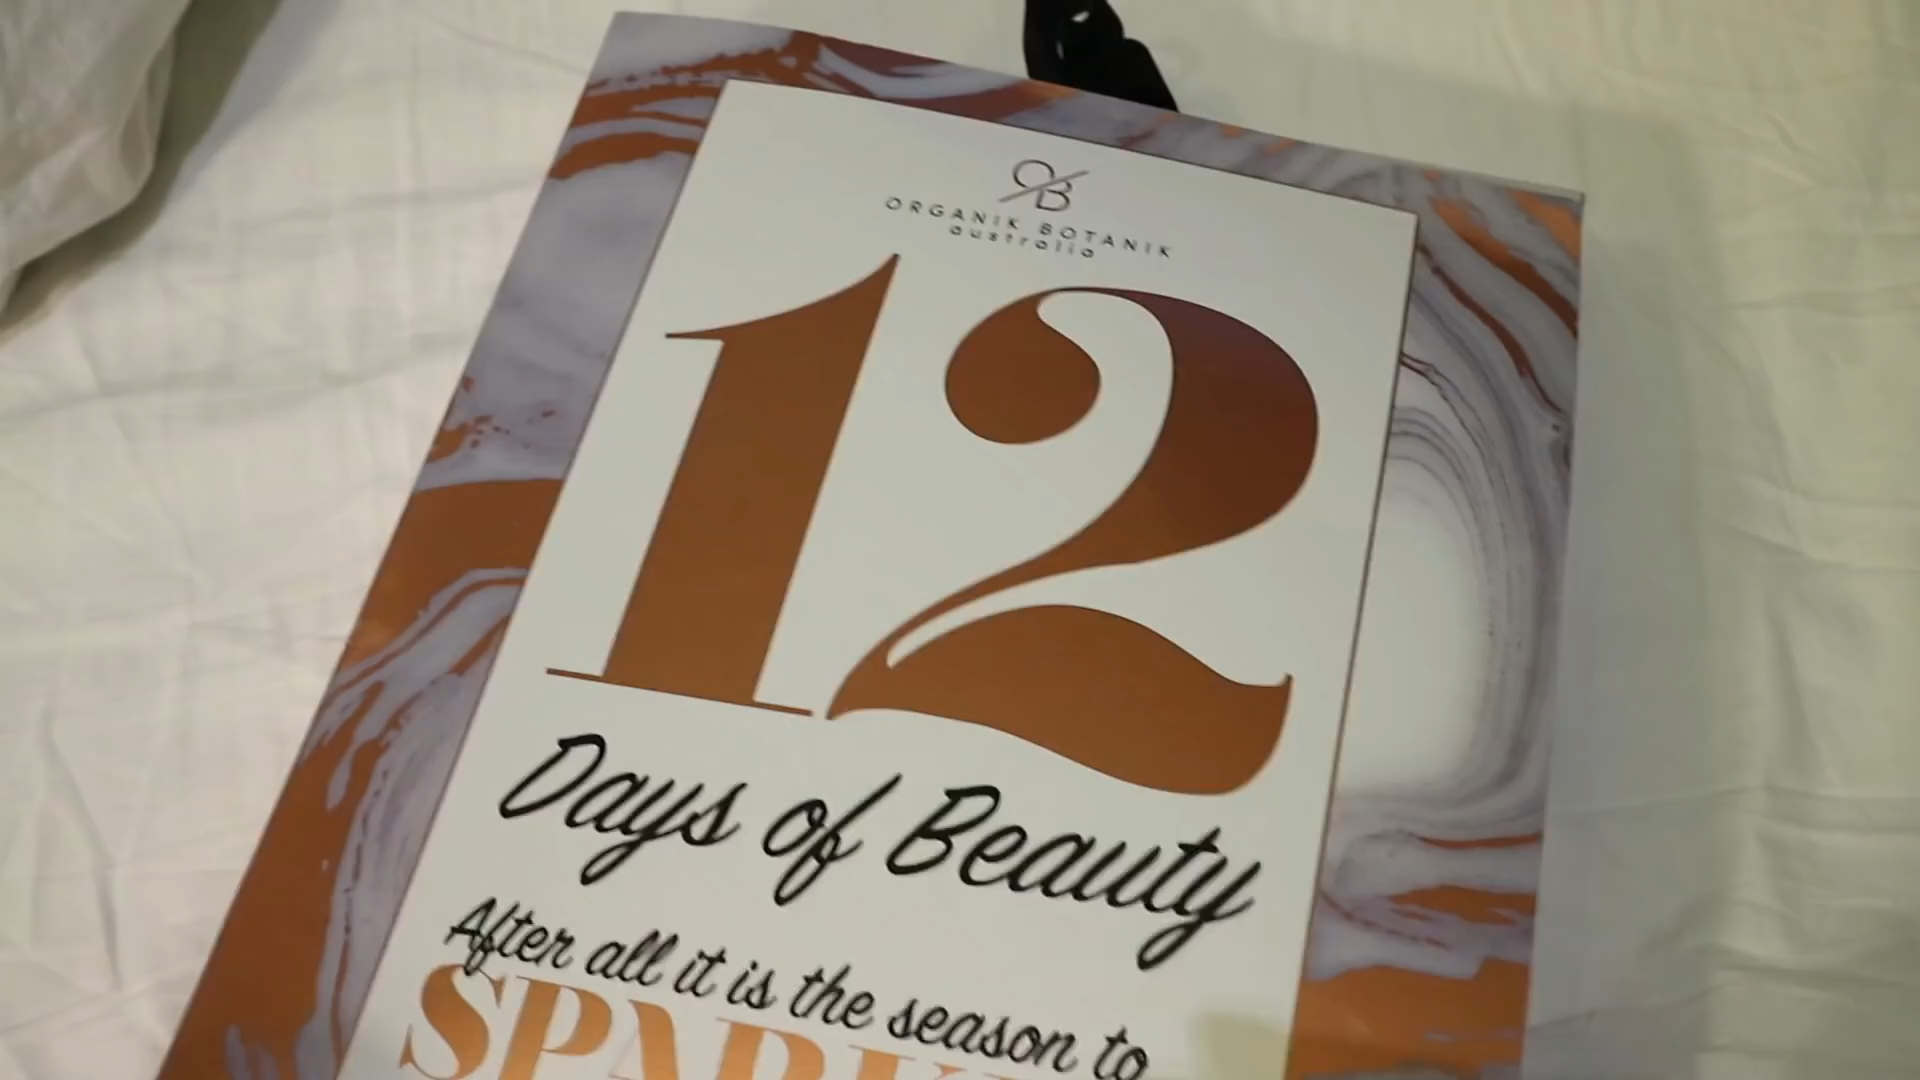 OB
ORGANIK BOTANIK
australia
12
Days of Beauty
After all it is the season to